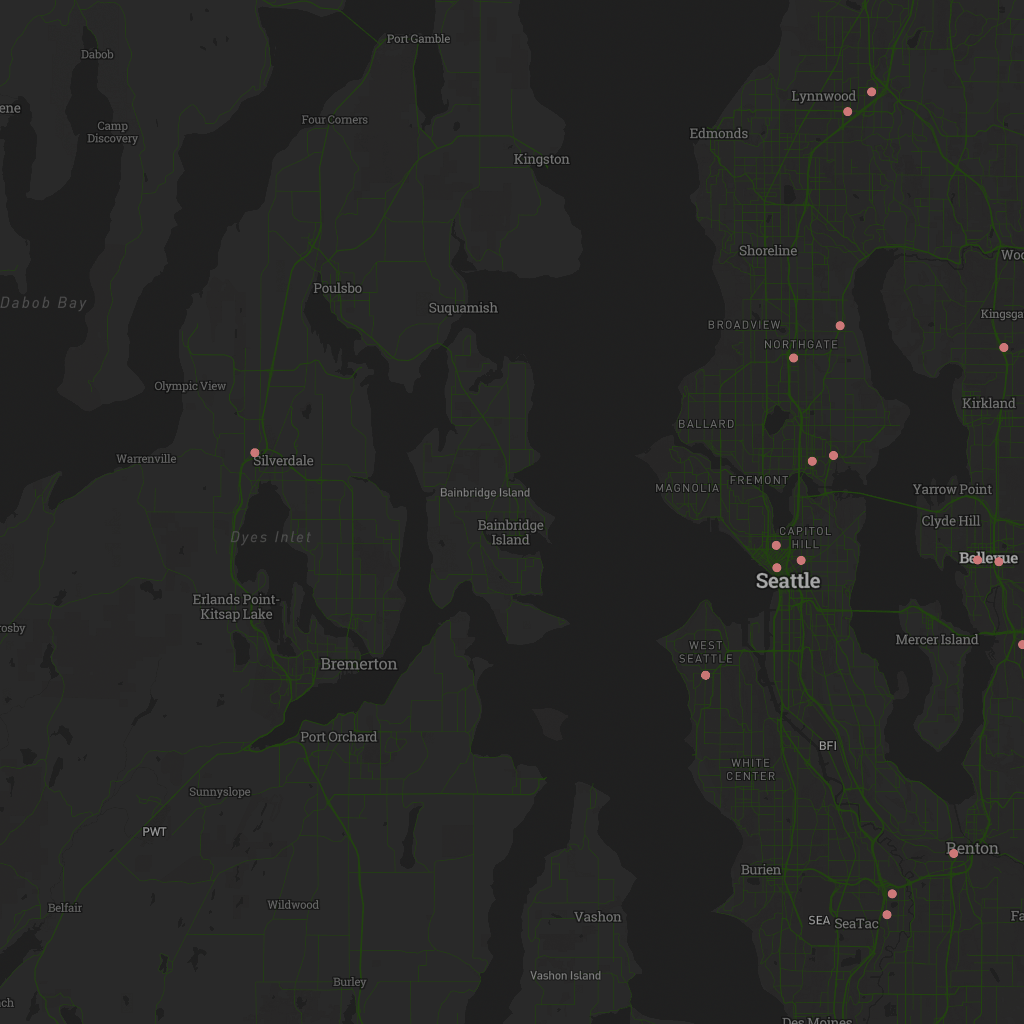 Port Gamble
Dabob
Lynnwood
ene
Four Corners
Camp
Discovery
Edmonds
Kingston
Shoreline
Woo
Poulsbo
Dabob Bay
Suquamish
Kingsga
BROADVIEW
NORTHGATE
Olympic View
Kirkland
BALLARD
Warrenville
Silverdale
FREMONT
MAGNOLIA
Yarrow Point
Bainbridge Island
Clyde Hill
Bainbridge
Island
CAPITOL
HILL
Dyes Inlet
Bellevue
Seattle
Erlands Point-
Kitsap Lake
rosby
Mercer Island
WEST
SEATTLE
Bremerton
Port Orchard
BFI
WHITE
CENTER
Sunnyslope
PWT
Renton
Burien
Wildwood
Belfair
Vashon
SEA
SeaTac
Fa
Vashon Island
Burley
ch
Des Moines